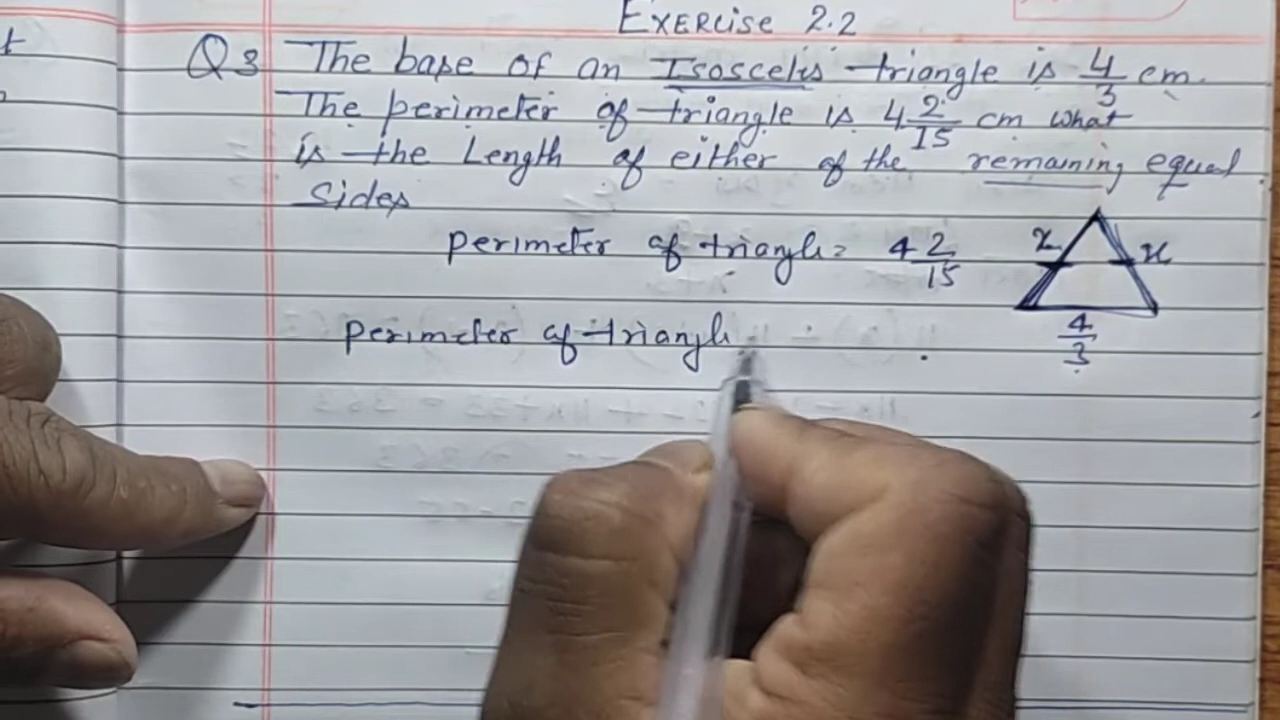 Exercise 2.2
Q3 The base of an Isoscelis triangle is 4/3 cm.
The perimeter of triangle is 4 2/15 cm what
is the Length of either of the remaining equal
sides
perimeter of triangle = 4 2/15
x x
4/3
perimeter of triangle